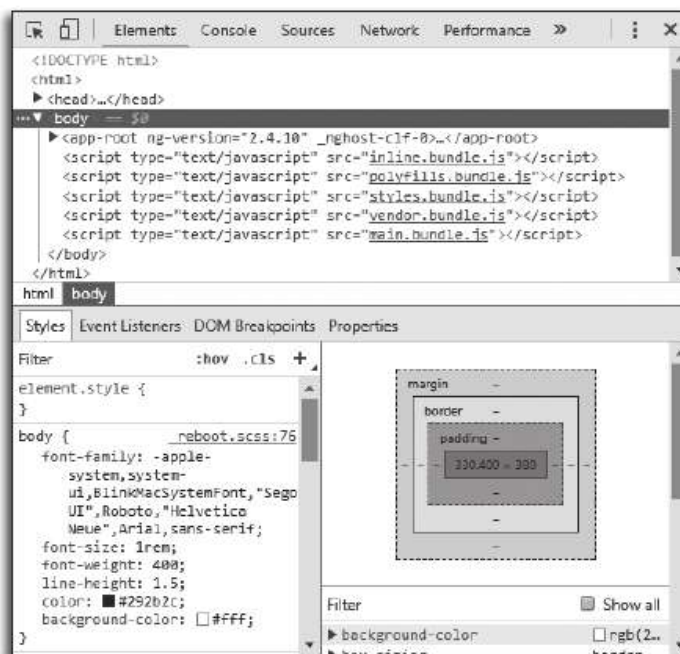 Elements Console Sources Network Performance »
<!DOCTYPE html>
<html>
▶ <head>…</head>
…▼ body == $0
▶ <app-root ng-version="2.4.10" _nghost-clf-0>…</app-root>
<script type="text/javascript" src="inline.bundle.js"></script>
<script type="text/javascript" src="polyfills.bundle.js"></script>
<script type="text/javascript" src="styles.bundle.js"></script>
<script type="text/javascript" src="vendor.bundle.js"></script>
<script type="text/javascript" src="main.bundle.js"></script>
</body>
</html>
html body
Styles Event Listeners DOM Breakpoints Properties
Filter :hov .cls +
element.style {
}
body { _reboot.scss:76
font-family: -apple-
system,system-
ui,BlinkMacSystemFont,"Sego
UI",Roboto,"Helvetica
Neue",Arial,sans-serif;
font-size: 1rem;
font-weight: 400;
line-height: 1.5;
color: #292b2c;
background-color: #fff;
}
margin -
border -
padding -
330.400 × 380
-
-
-
Filter Show all
▶ background-color rgb(2…